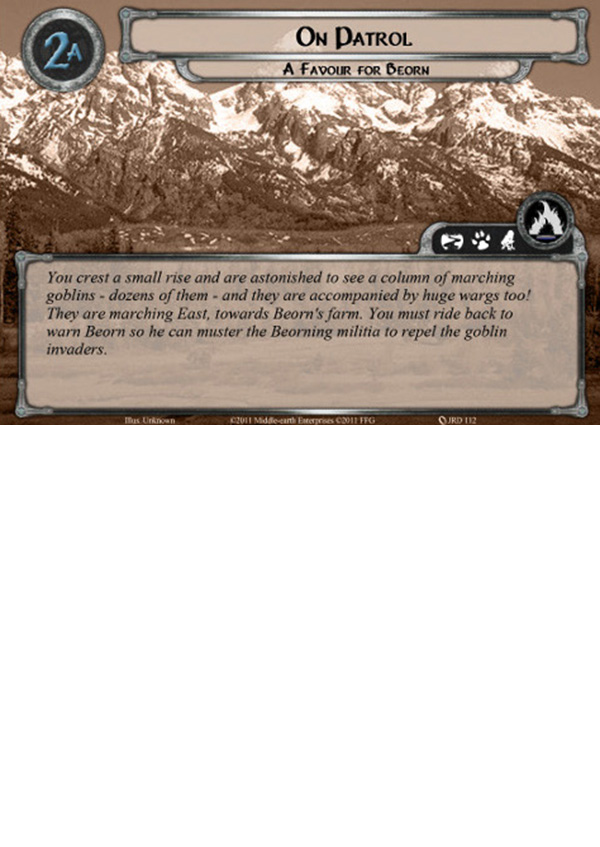 2A
On Patrol
A Favour for Beorn
You crest a small rise and are astonished to see a column of marching
goblins - dozens of them - and they are accompanied by huge wargs too!
They are marching East, towards Beorn's farm. You must ride back to
warn Beorn so he can muster the Beorning militia to repel the goblin
invaders.
Illus. Unknown ©2011 Middle-earth Enterprises ©2011 FFG JRD 112